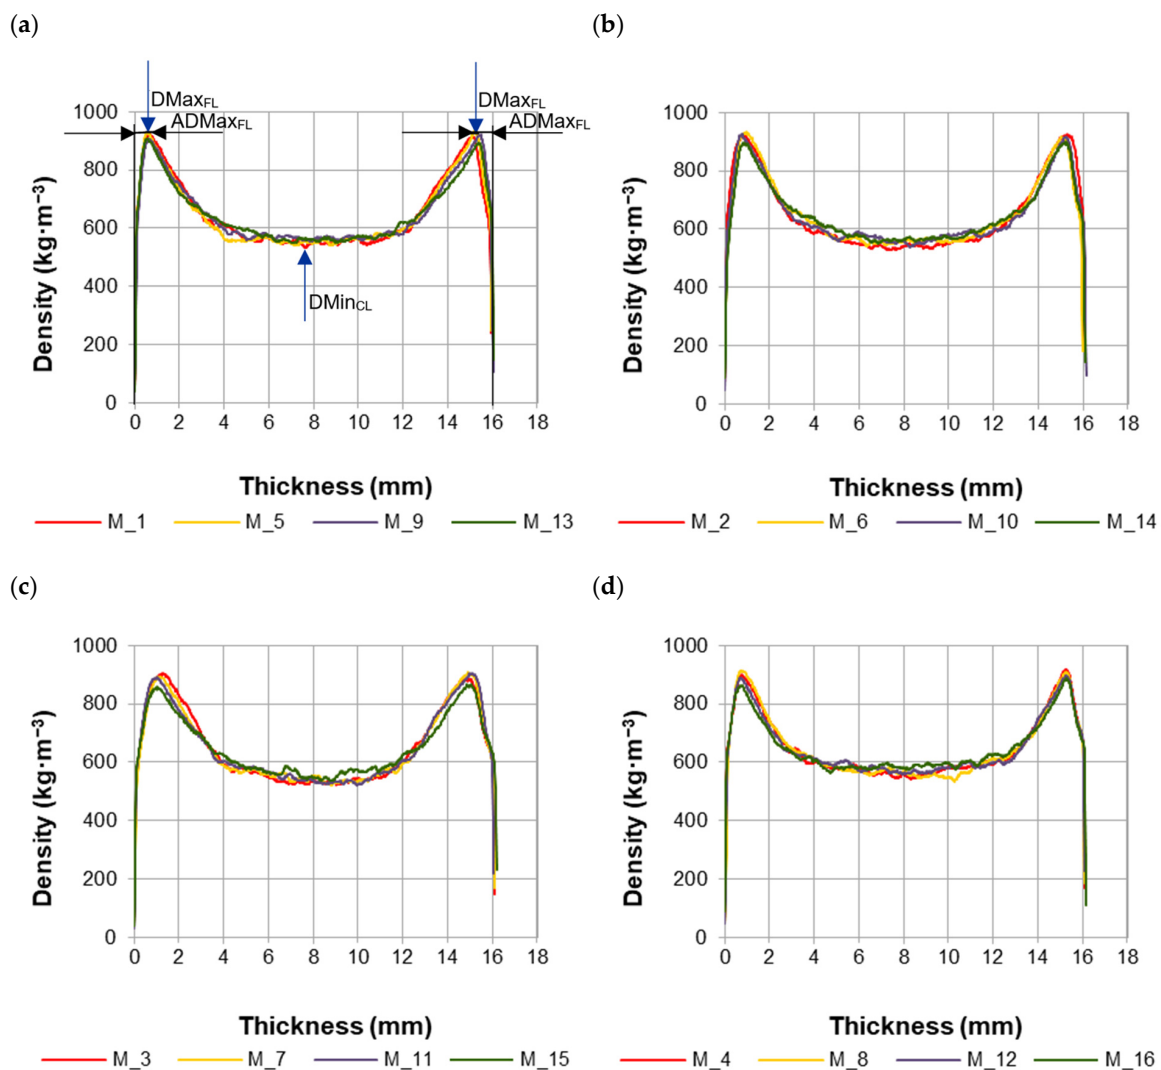 (a)
DMaxFL DMaxFL
ADMaxFL ADMaxFL
1000
800
600
400
200
0
DMinCL
0 2 4 6 8 10 12 14 16 18
Density (kg·m−3)
Thickness (mm)
M_1 M_5 M_9 M_13
(b)
1000
800
600
400
200
0
0 2 4 6 8 10 12 14 16 18
Density (kg·m−3)
Thickness (mm)
M_2 M_6 M_10 M_14
(c)
1000
800
600
400
200
0
0 2 4 6 8 10 12 14 16 18
Density (kg·m−3)
Thickness (mm)
M_3 M_7 M_11 M_15
(d)
1000
800
600
400
200
0
0 2 4 6 8 10 12 14 16 18
Density (kg·m−3)
Thickness (mm)
M_4 M_8 M_12 M_16